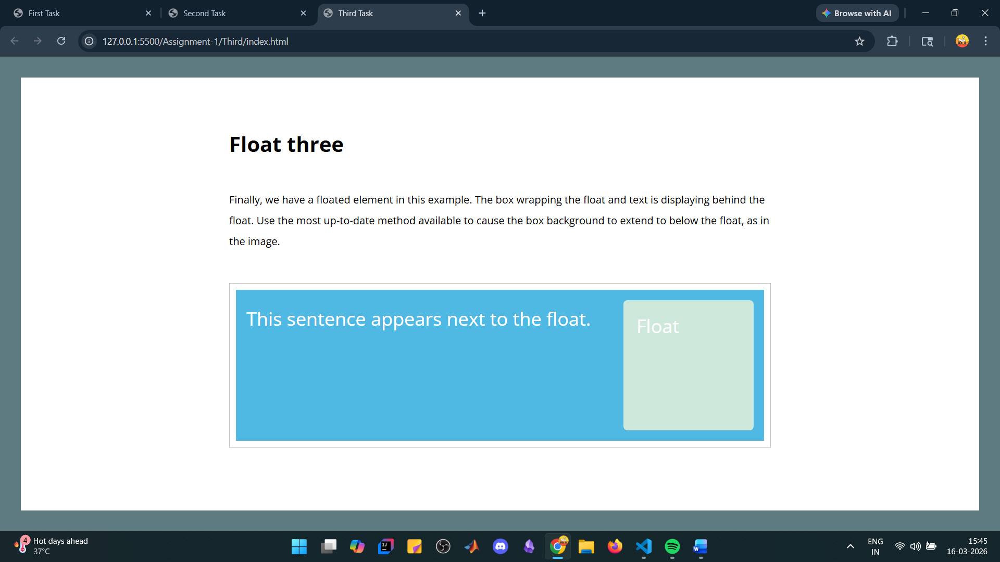 First Task
Second Task
Third Task
Browse with AI
127.0.0.1:5500/Assignment-1/Third/index.html
Float three
Finally, we have a floated element in this example. The box wrapping the float and text is displaying behind the
float. Use the most up-to-date method available to cause the box background to extend to below the float, as in
the image.
This sentence appears next to the float.
Float
4
Hot days ahead
37°C
IJ
W
ENG
IN
15:45
16-03-2026